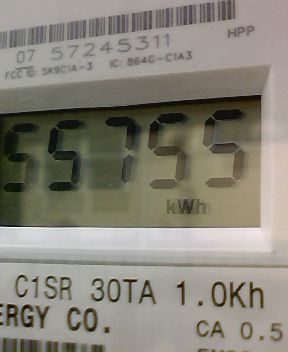 07 57245311
HPP
FCC ID: SK9C1A-3 IC: 864G-C1A3
55755
kWh
C1SR 30TA 1.0Kh
ERGY CO.
CA 0.5